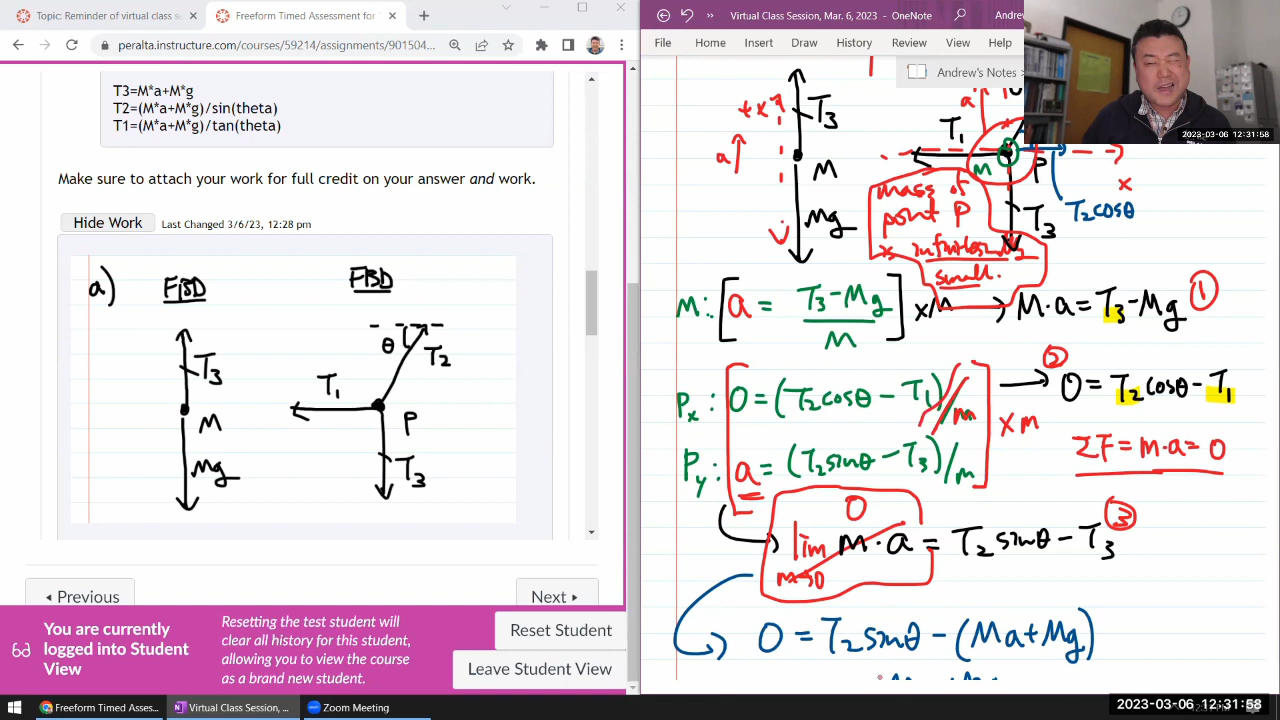 Topic: Reminder of virtual class s
Freeform Timed Assessment for
peralta.instructure.com/courses/59214/assignments/901504...
T3=M*a+M*g
T2=(M*a+M*g)/sin(theta)
T1=(M*a+M*g)/tan(theta)
Make sure to attach your work for full credit on your answer and work.
Hide Work
Last Changed 3/6/23, 12:28 pm
a)
FBD
FBD
T3
M
Mg
T1
θ
T2
P
T3
Previous
Next
You are currently logged into Student View
Resetting the test student will
clear all history for this student,
allowing you to view the course
as a brand new student.
Reset Student
Leave Student View
Virtual Class Session, Mar. 6, 2023 - OneNote
Andrew
File Home Insert Draw History Review View Help
Andrew's Notes
2023-03-06 12:31:58
+x?
a
T3
M
Mg
a
T1
m
P
x
T2cosθ
T3
mass of
point P
is infinitesimally
small.
M: [a = (T3-Mg)/M] xM → M·a = T3-Mg ①
Px: 0 = (T2cosθ - T1)/m → 0 = T2cosθ - T1 ②
xm
Py: a = (T2sinθ - T3)/m
ΣF = m·a = 0
0
lim m·a = T2 sinθ - T3 ③
m→0
0 = T2sinθ - (Ma+Mg)
Freeform Timed Asses...
Virtual Class Session, ...
Zoom Meeting
2023-03-06 12:31:58